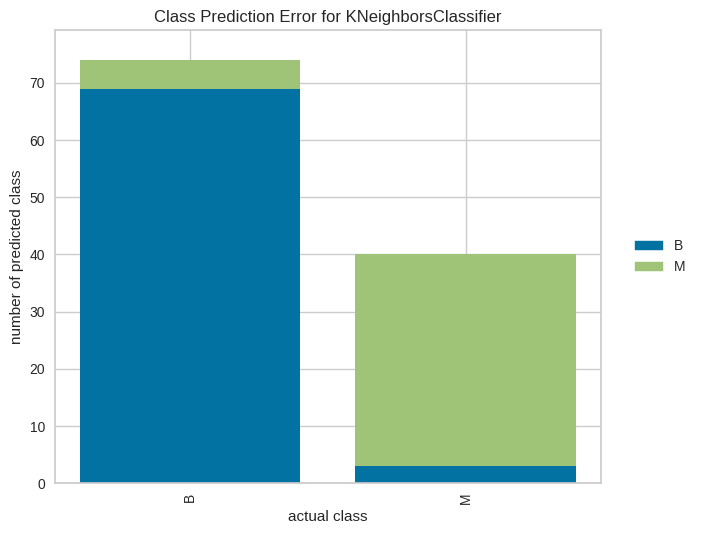 Class Prediction Error for KNeighborsClassifier
number of predicted class
70
60
50
40
30
20
10
0
B
M
actual class
B
M